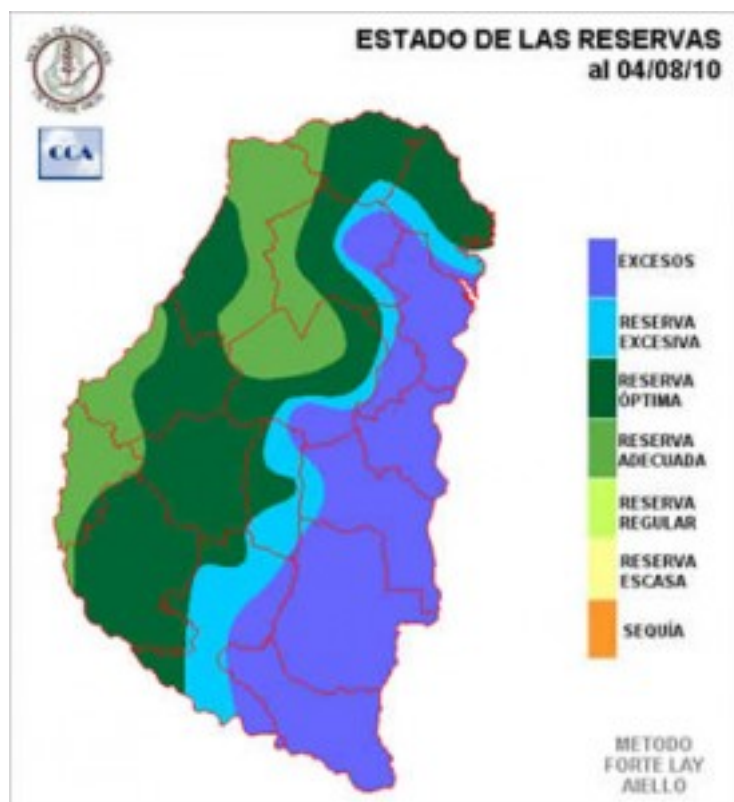 ESTADO DE LAS RESERVAS
al 04/08/10
CCA
EXCESOS
RESERVA
EXCESIVA
RESERVA
ÓPTIMA
RESERVA
ADECUADA
RESERVA
REGULAR
RESERVA
ESCASA
SEQUÍA
METODO
FORTE LAY
AIELLO